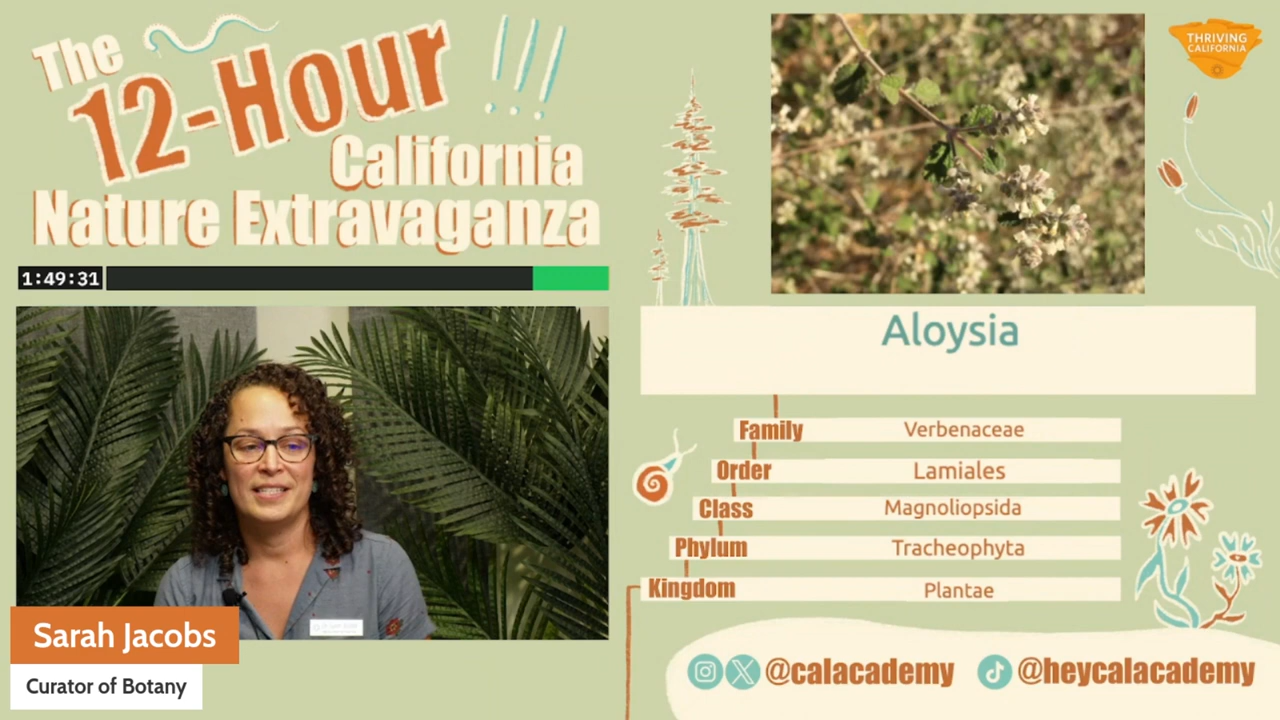 The
12-Hour !!!
California
Nature Extravaganza
1:49:31
THRIVING
CALIFORNIA
Aloysia
Family Verbenaceae
Order Lamiales
Class Magnoliopsida
Phylum Tracheophyta
Kingdom Plantae
Sarah Jacobs
Curator of Botany
@calacademy @heycalacademy